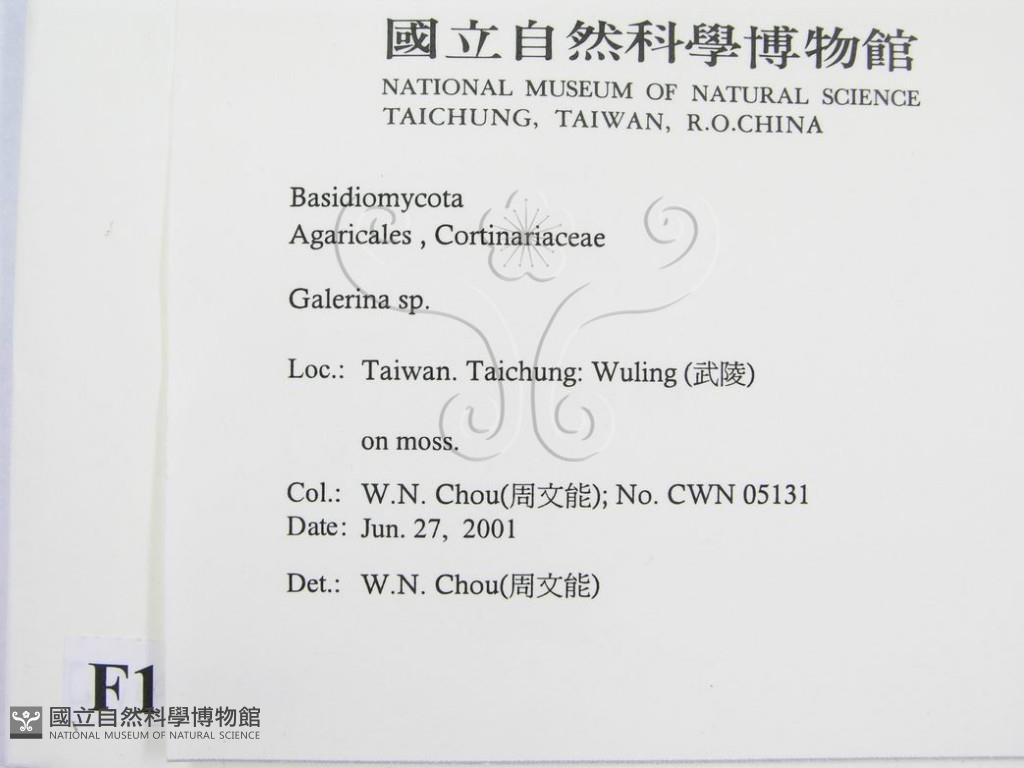 國立自然科學博物館
NATIONAL MUSEUM OF NATURAL SCIENCE
TAICHUNG, TAIWAN, R.O.CHINA
Basidiomycota
Agaricales , Cortinariaceae
Galerina sp.
Loc.: Taiwan. Taichung: Wuling (武陵)
on moss.
Col.: W.N. Chou(周文能); No. CWN 05131
Date: Jun. 27, 2001
Det.: W.N. Chou(周文能)
F1
國立自然科學博物館
NATIONAL MUSEUM OF NATURAL SCIENCE